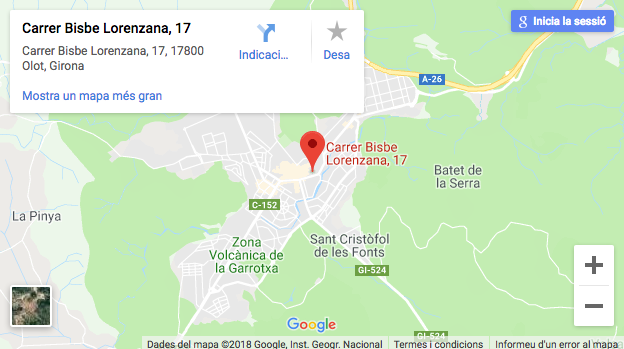 Carrer Bisbe Lorenzana, 17
Carrer Bisbe Lorenzana, 17, 17800
Olot, Girona
Indicaci...
Desa
Mostra un mapa més gran
Inicia la sessió
A-26
Carrer Bisbe
Lorenzana, 17
Batet de
la Serra
La Pinya
C-152
Zona
Volcànica de
la Garrotxa
Sant Cristòfol
de les Fonts
GI-524
GI-524
Google
Dades del mapa ©2018 Google, Inst. Geogr. Nacional
Termes i condicions
Informeu d'un error al mapa